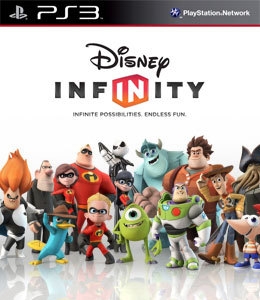 PS3 PlayStation Network
Disney
INFINITY
INFINITE POSSIBILITIES. ENDLESS FUN.